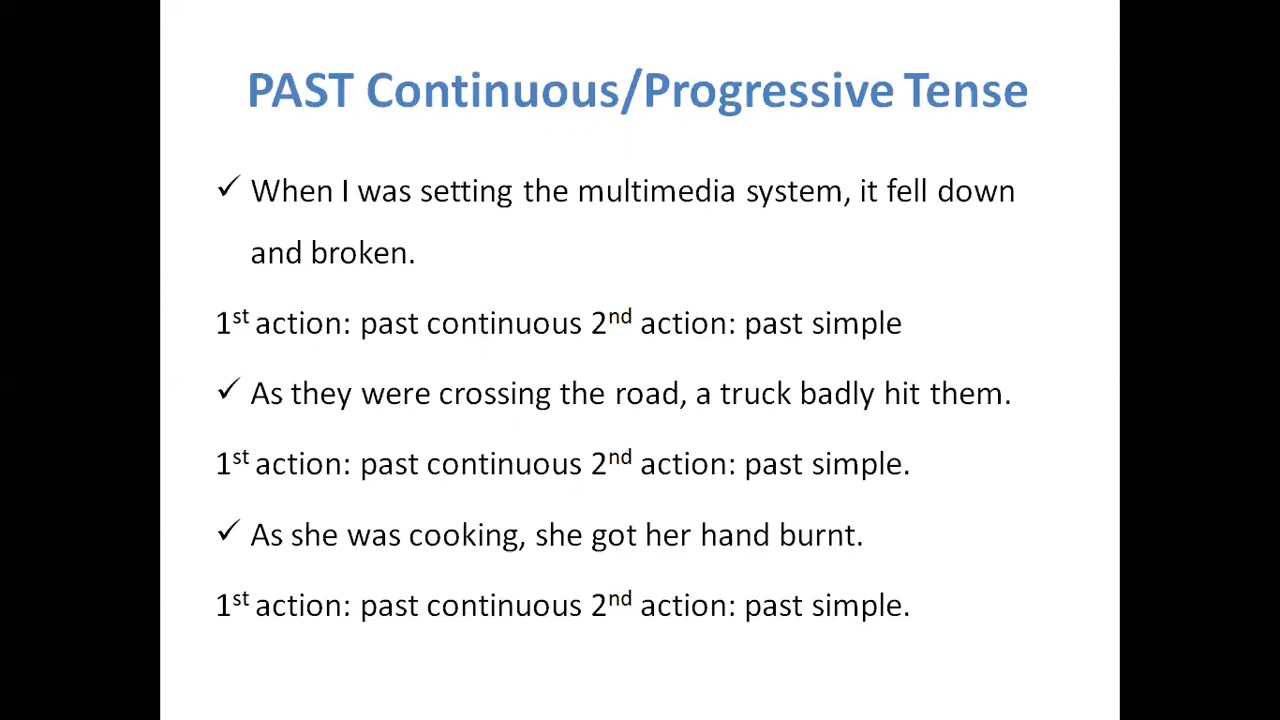 PAST Continuous/Progressive Tense
✓ When I was setting the multimedia system, it fell down
and broken.
1st action: past continuous 2nd action: past simple
✓ As they were crossing the road, a truck badly hit them.
1st action: past continuous 2nd action: past simple.
✓ As she was cooking, she got her hand burnt.
1st action: past continuous 2nd action: past simple.